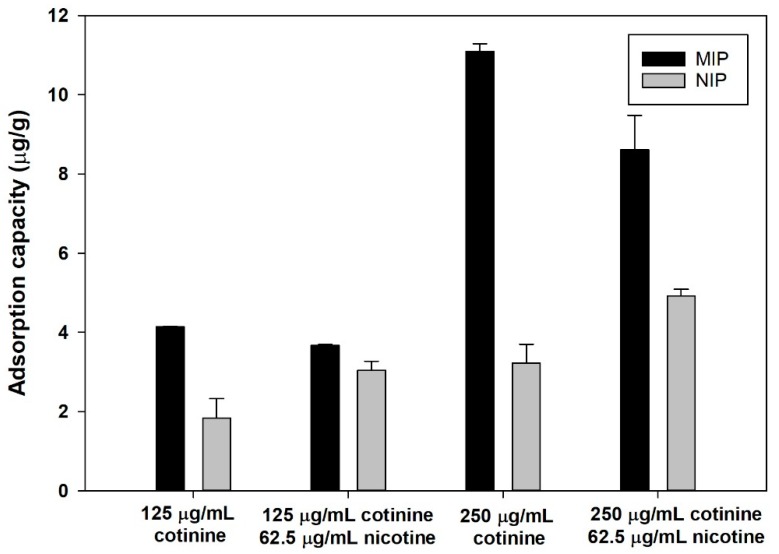 12
10
8
6
4
2
0
Adsorption capacity (μg/g)
MIP
NIP
125 μg/mL
cotinine
125 μg/mL cotinine
62.5 μg/mL nicotine
250 μg/mL
cotinine
250 μg/mL cotinine
62.5 μg/mL nicotine